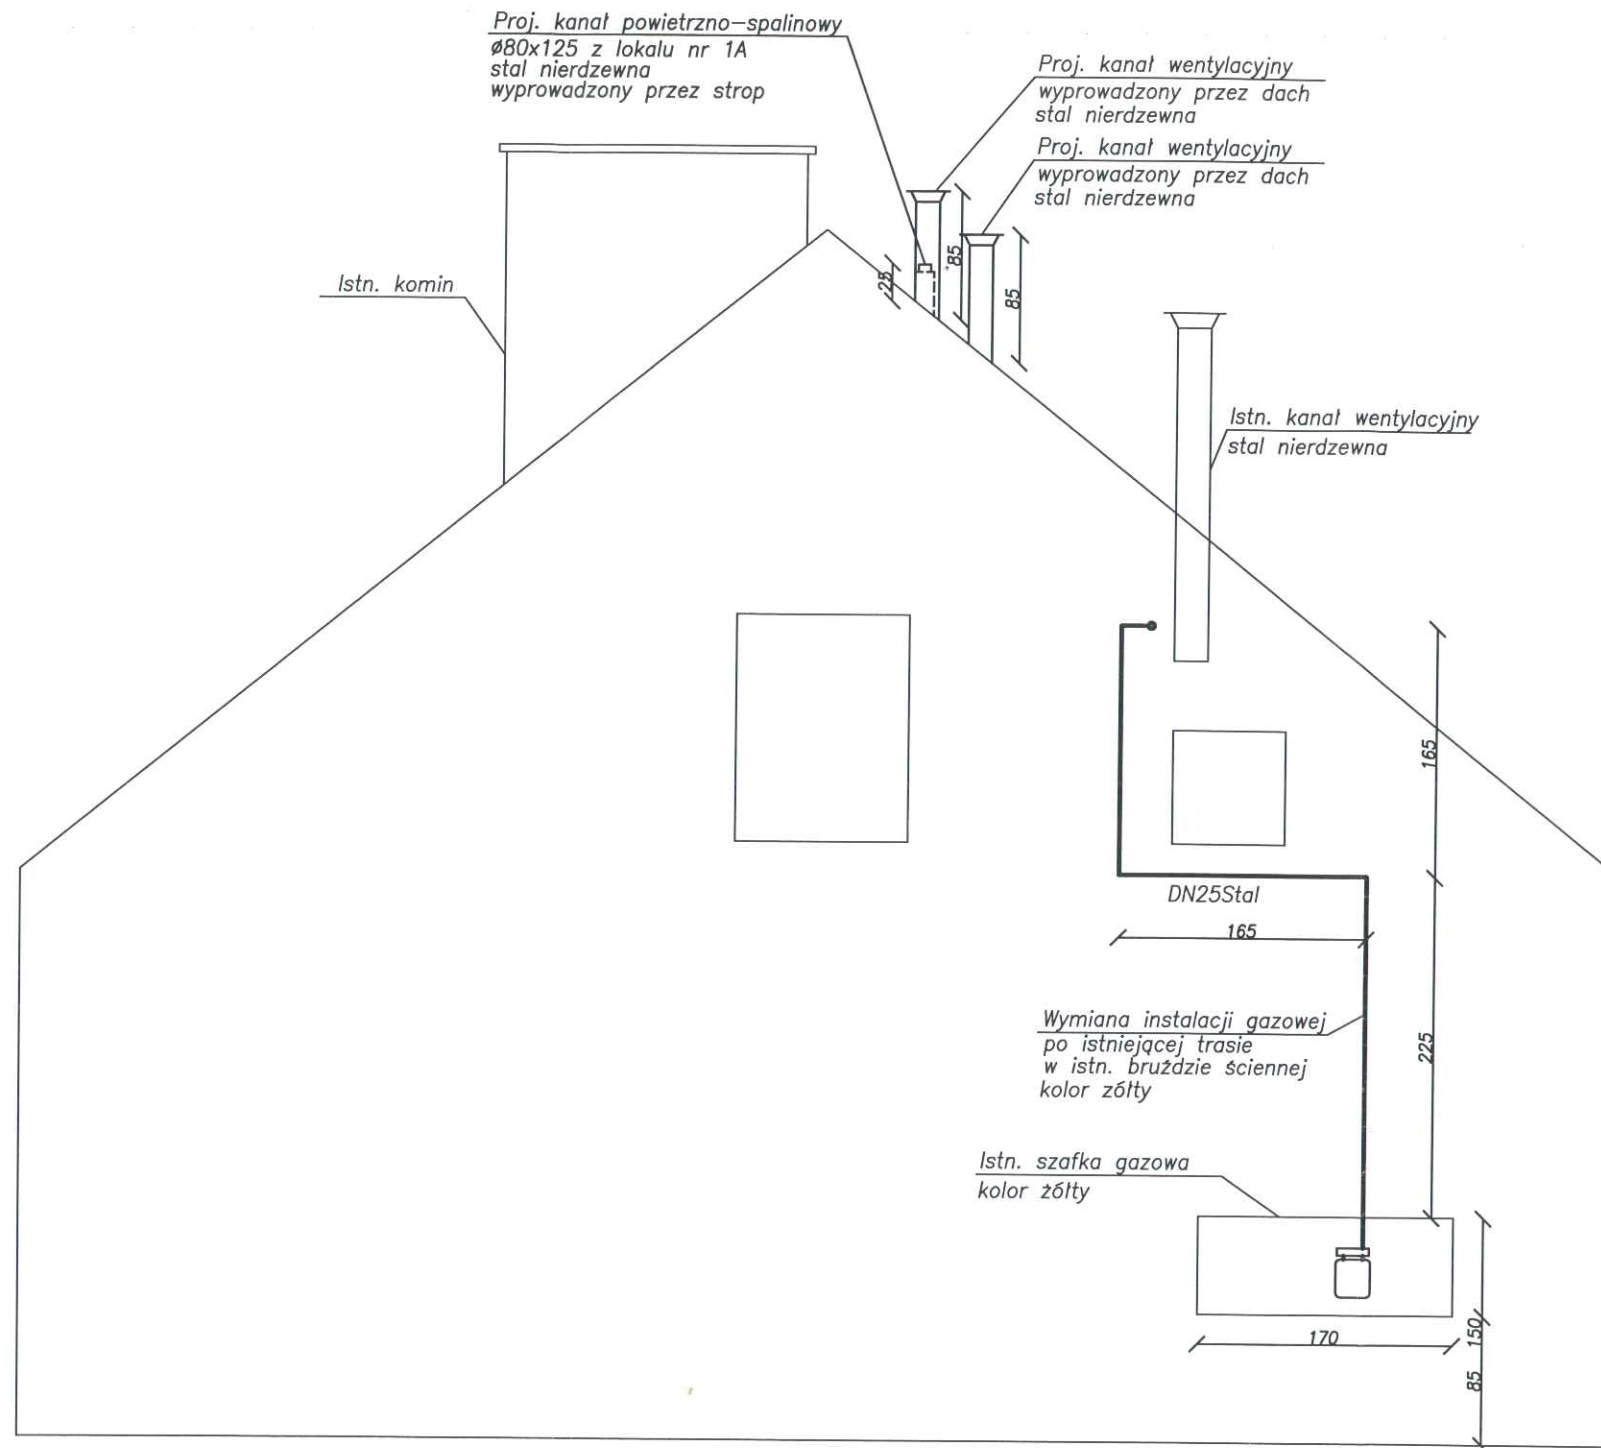 Proj. kanał powietrzno-spalinowy
ø80x125 z lokalu nr 1A
stal nierdzewna
wyprowadzony przez strop
Proj. kanał wentylacyjny
wyprowadzony przez dach
stal nierdzewna
Proj. kanał wentylacyjny
wyprowadzony przez dach
stal nierdzewna
Istn. komin
25
85
85
Istn. kanał wentylacyjny
stal nierdzewna
165
DN25Stal
165
Wymiana instalacji gazowej
po istniejącej trasie
w istn. bruździe ściennej
kolor zółty
225
Istn. szafka gazowa
kolor żółty
170
150
85